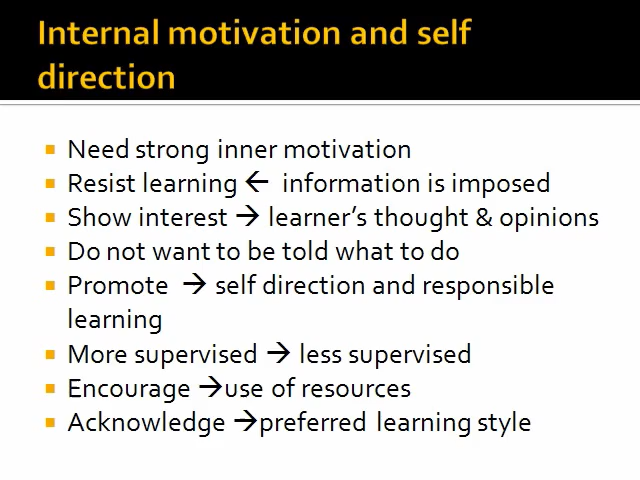 Internal motivation and self
direction
▪ Need strong inner motivation
▪ Resist learning ← information is imposed
▪ Show interest → learner's thought & opinions
▪ Do not want to be told what to do
▪ Promote → self direction and responsible
learning
▪ More supervised → less supervised
▪ Encourage →use of resources
▪ Acknowledge →preferred learning style